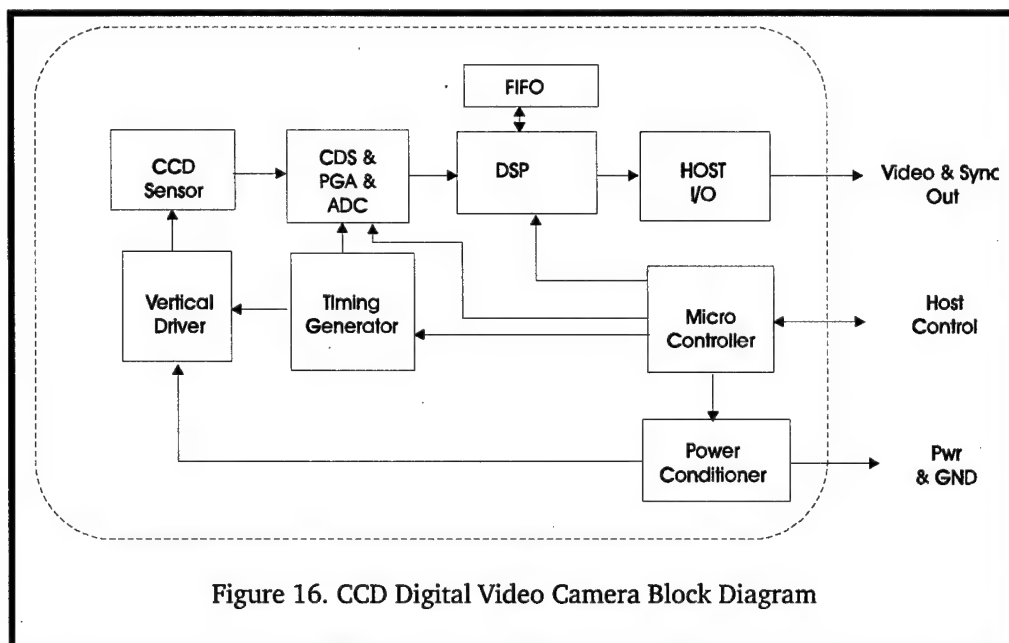 FIFO
CCD
Sensor
CDS &
PGA &
ADC
DSP
HOST
I/O
Video & Sync
Out
Vertical
Driver
Timing
Generator
Micro
Controller
Host
Control
Power
Conditioner
Pwr
& GND
Figure 16. CCD Digital Video Camera Block Diagram